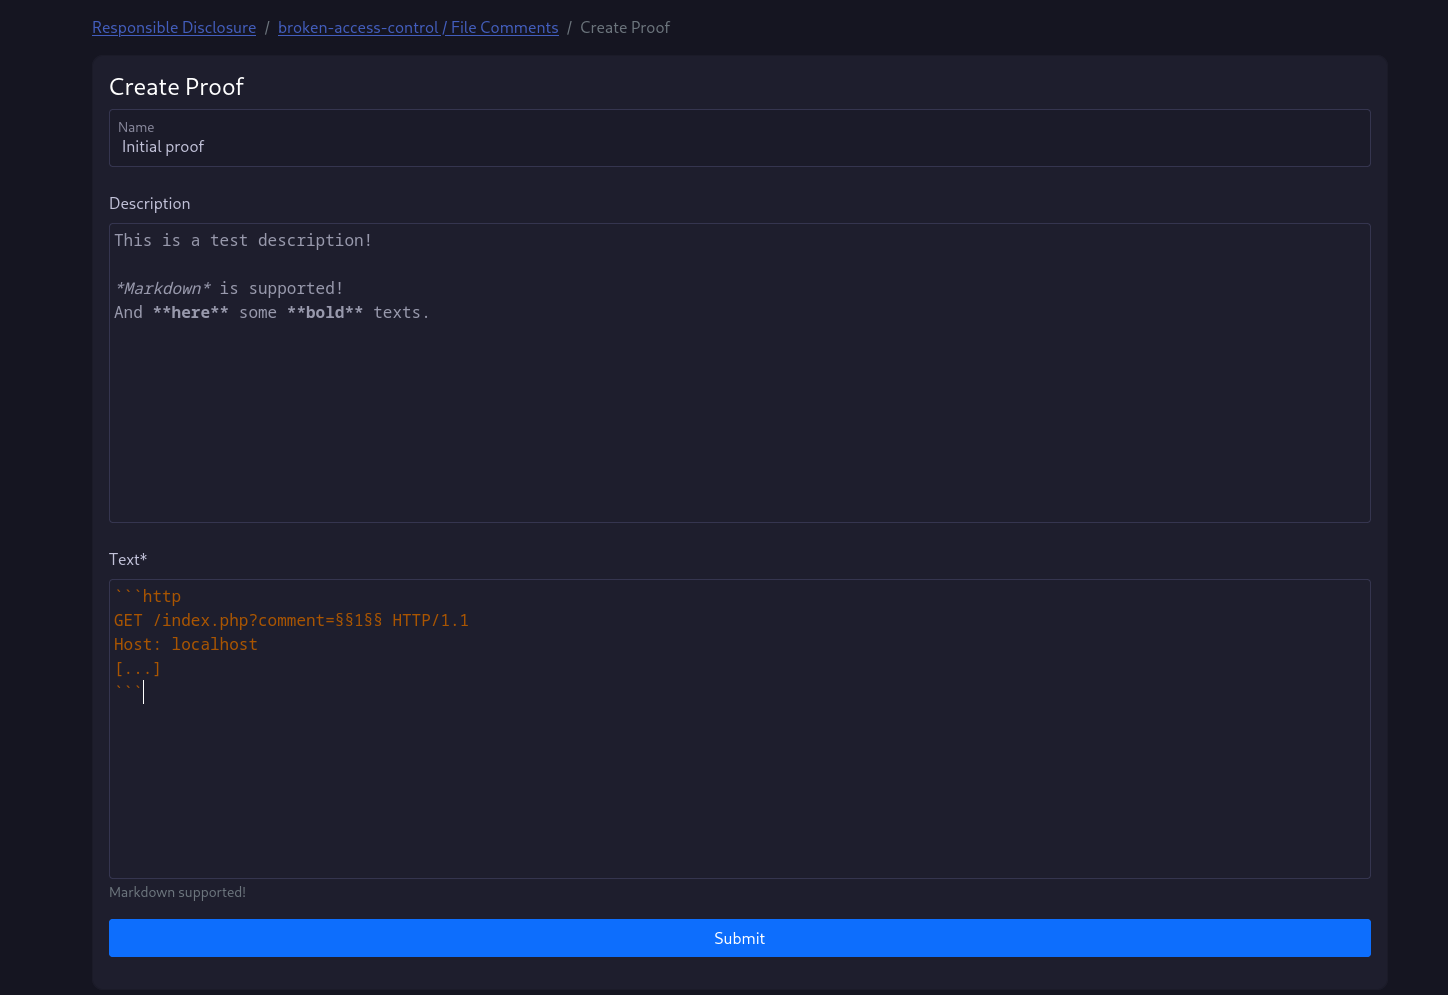 Responsible Disclosure / broken-access-control / File Comments / Create Proof
Create Proof
Name
Initial proof
Description
This is a test description!
*Markdown* is supported!
And **here** some **bold** texts.
Text*
```http
GET /index.php?comment=§§1§§ HTTP/1.1
Host: localhost
[...]
```
Markdown supported!
Submit